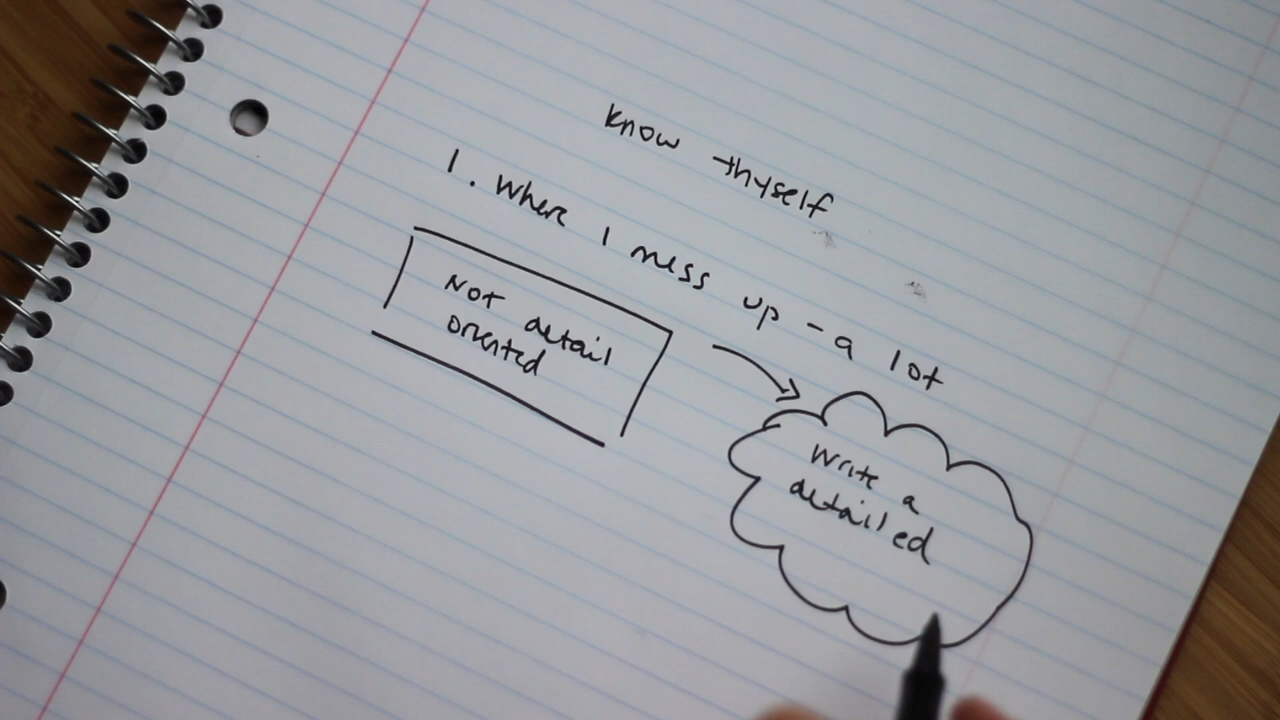 Know thyself
1. Where I mess up - a lot
Not detail
oriented
Write a
detailed